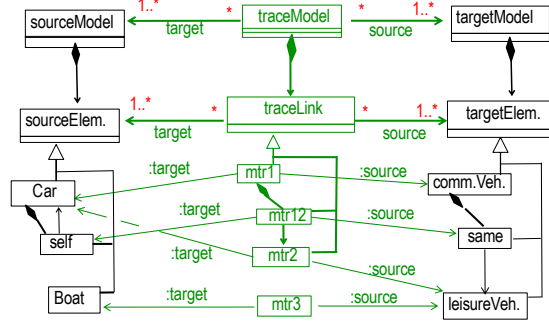 sourceModel 1..* * traceModel * 1..* targetModel
target source
sourceElem. 1..* * traceLink * 1..* targetElem.
target source
Car :target mtr1 :source comm.Veh.
self :target mtr12 :source same
:target mtr2 :source
Boat :target mtr3 :source leisureVeh.